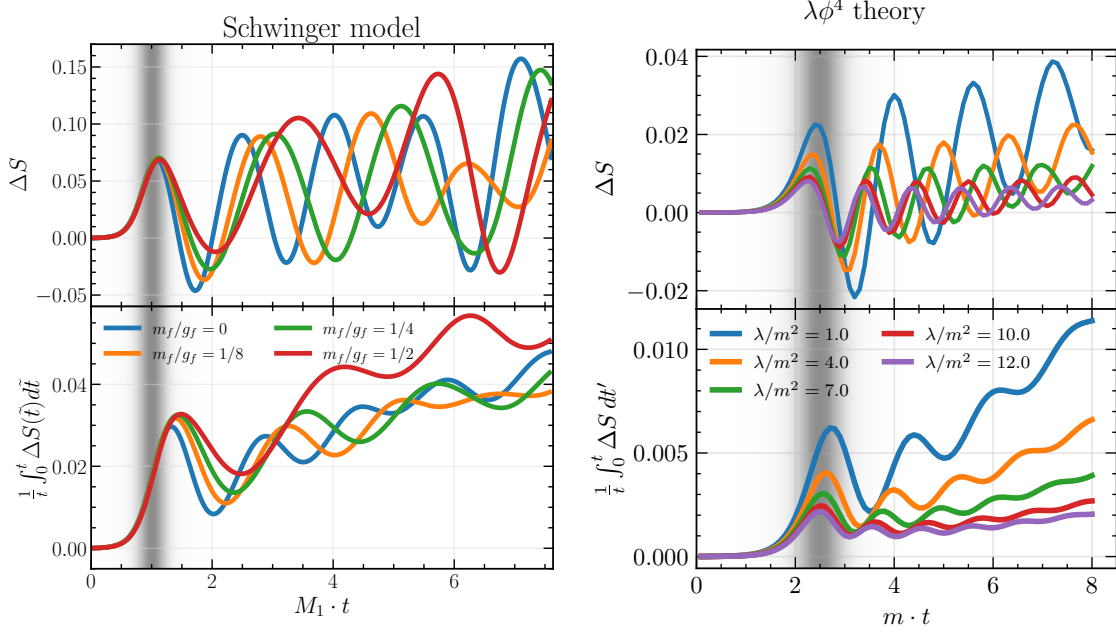 Schwinger model
λϕ⁴ theory
0.15
0.10
0.05
0.00
−0.05
ΔS
0.04
0.02
0.00
−0.02
ΔS
m_f/g_f = 0
m_f/g_f = 1/8
m_f/g_f = 1/4
m_f/g_f = 1/2
0.04
0.02
0.00
\frac{1}{t} ∫_0^t ΔS(t̃)dt̃
0
2
4
6
M₁ · t
λ/m² = 1.0
λ/m² = 4.0
λ/m² = 7.0
λ/m² = 10.0
λ/m² = 12.0
0.010
0.005
0.000
\frac{1}{t} ∫_0^t ΔS dt′
0
2
4
6
8
m · t